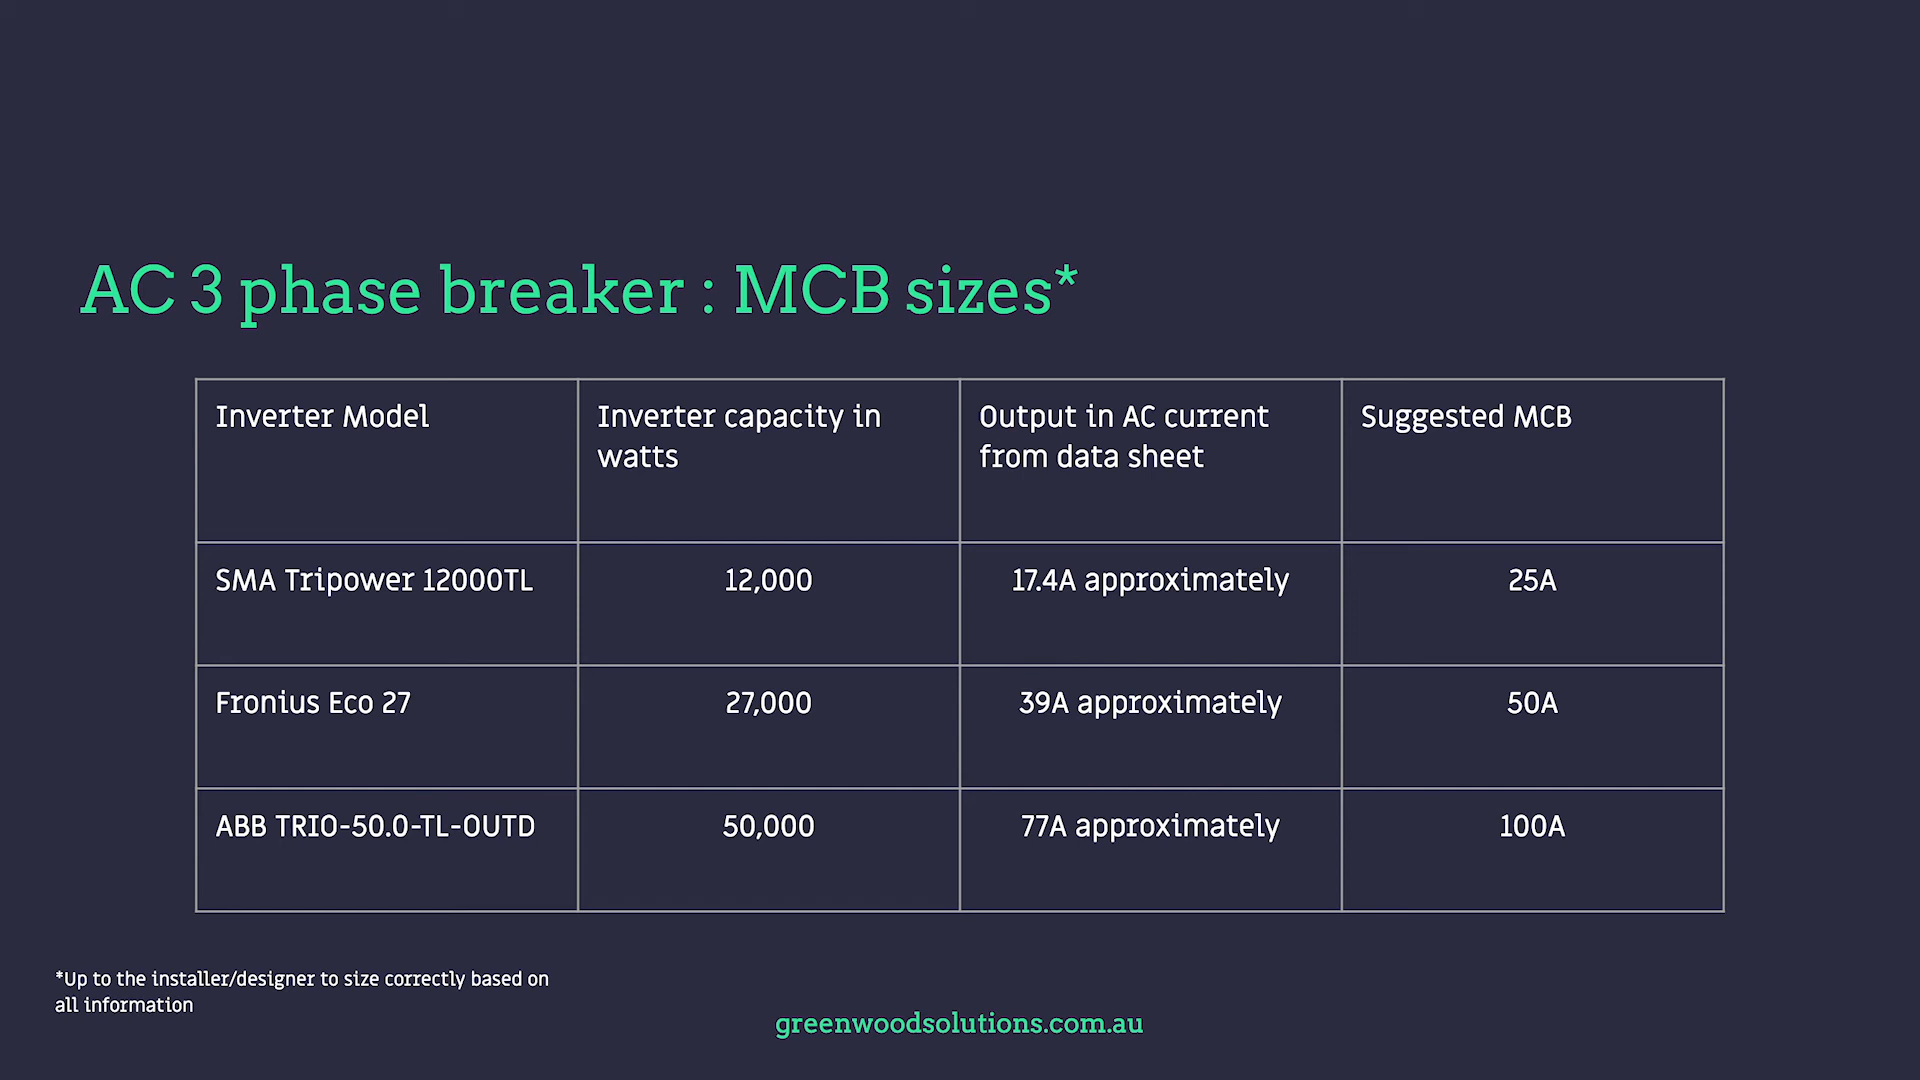 AC 3 phase breaker : MCB sizes*
Inverter Model
Inverter capacity in
watts
Output in AC current
from data sheet
Suggested MCB
SMA Tripower 12000TL
12,000
17.4A approximately
25A
Fronius Eco 27
27,000
39A approximately
50A
ABB TRIO-50.0-TL-OUTD
50,000
77A approximately
100A
*Up to the installer/designer to size correctly based on
all information
greenwoodsolutions.com.au